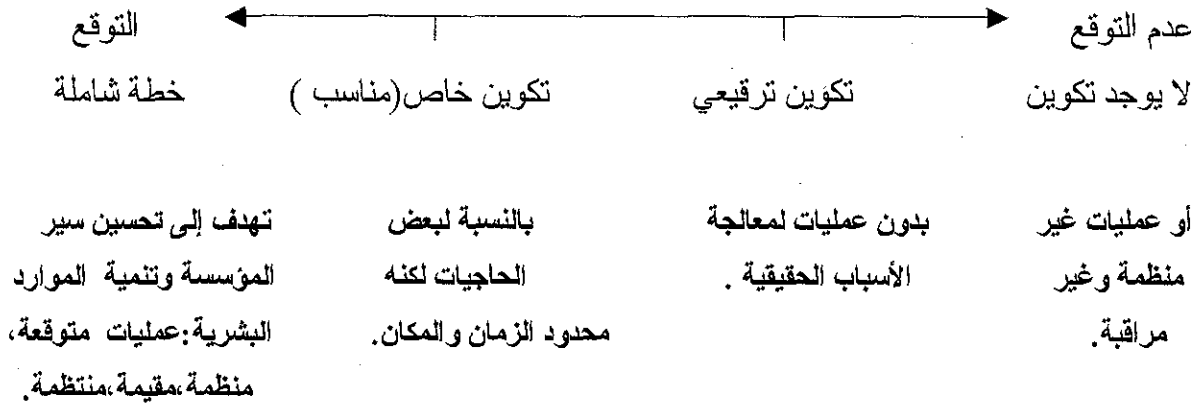 عدم التوقع التوقع
لا يوجد تكوين تكوين ترقيعي تكوين خاص(مناسب ) خطة شاملة
أو عمليات غير بدون عمليات لمعالجة بالنسبة لبعض تهدف إلى تحسين سير
منظمة وغير الأسباب الحقيقية . الحاجيات لكنه المؤسسة وتنمية الموارد
مراقبة. محدود الزمان والمكان. البشرية:عمليات متوقعة،
منظمة،مقيمة،منتظمة.